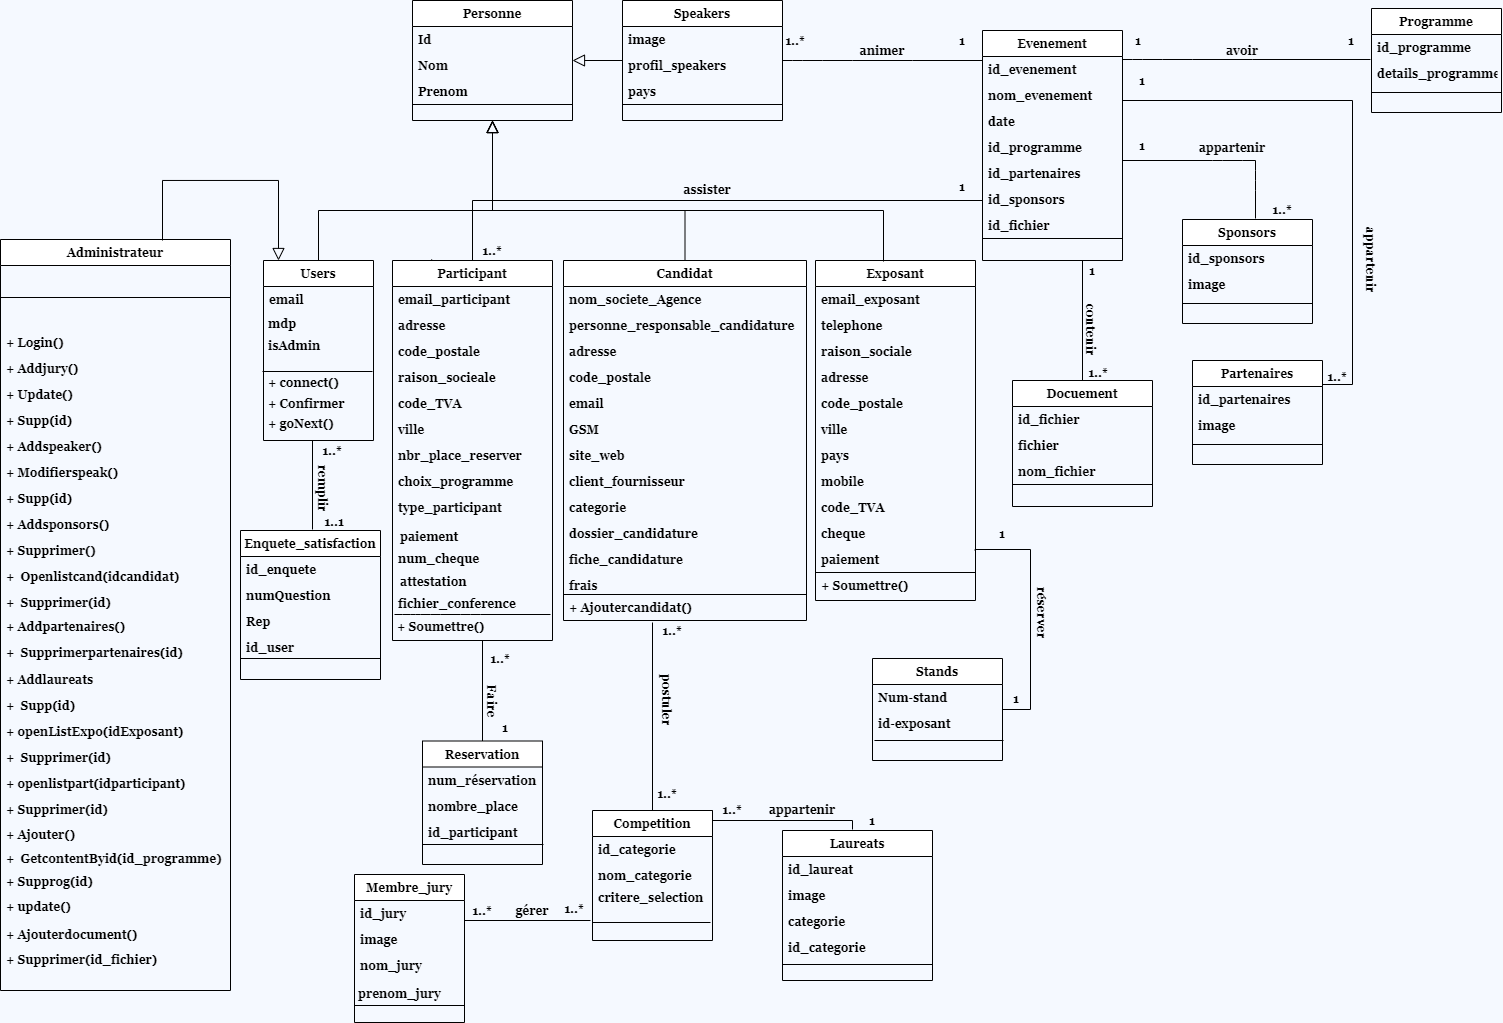 Personne
Id
Nom
Prenom
Speakers
image
profil_speakers
pays
1..*
animer
1
Evenement
id_evenement
nom_evenement
date
id_programme
id_partenaires
id_sponsors
id_fichier
1
avoir
1
Programme
id_programme
details_programme
1
1
appartenir
1..*
Sponsors
id_sponsors
image
appartenir
1..*
Partenaires
id_partenaires
image
assister
1
1..*
1
contenir
1..*
Docuement
id_fichier
fichier
nom_fichier
Administrateur
+ Login()
+ Addjury()
+ Update()
+ Supp(id)
+ Addspeaker()
+ Modifierspeak()
+ Supp(id)
+ Addsponsors()
+ Supprimer()
+ Openlistcand(idcandidat)
+ Supprimer(id)
+ Addpartenaires()
+ Supprimerpartenaires(id)
+ Addlaureats
+ Supp(id)
+ openListExpo(idExposant)
+ Supprimer(id)
+ openlistpart(idparticipant)
+ Supprimer(id)
+ Ajouter()
+ GetcontentByid(id_programme)
+ Supprog(id)
+ update()
+ Ajouterdocument()
+ Supprimer(id_fichier)
Users
email
mdp
isAdmin
+ connect()
+ Confirmer
+ goNext()
1..*
remplir
1..1
Enquete_satisfaction
id_enquete
numQuestion
Rep
id_user
Participant
email_participant
adresse
code_postale
raison_socieale
code_TVA
ville
nbr_place_reserver
choix_programme
type_participant
paiement
num_cheque
attestation
fichier_conference
+ Soumettre()
1..*
Faire
1
Reservation
num_réservation
nombre_place
id_participant
Candidat
nom_societe_Agence
personne_responsable_candidature
adresse
code_postale
email
GSM
site_web
client_fournisseur
categorie
dossier_candidature
fiche_candidature
frais
+ Ajoutercandidat()
1..*
postuler
1..*
Exposant
email_exposant
telephone
raison_sociale
adresse
code_postale
ville
pays
mobile
code_TVA
cheque
paiement
+ Soumettre()
1
réserver
1
Stands
Num-stand
id-exposant
Competition
id_categorie
nom_categorie
critere_selection
1..*
appartenir
1
Laureats
id_laureat
image
categorie
id_categorie
Membre_jury
id_jury
image
nom_jury
prenom_jury
1..*
gérer
1..*